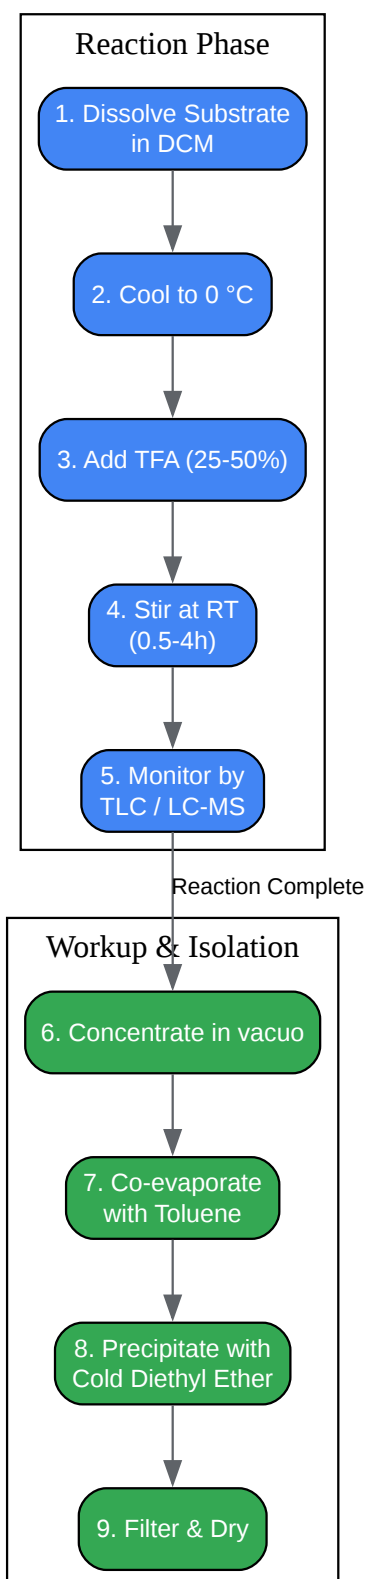 Reaction Phase
1. Dissolve Substrate
in DCM
2. Cool to 0 °C
3. Add TFA (25-50%)
4. Stir at RT
(0.5-4h)
5. Monitor by
TLC / LC-MS
Reaction Complete
Workup & Isolation
6. Concentrate in vacuo
7. Co-evaporate
with Toluene
8. Precipitate with
Cold Diethyl Ether
9. Filter & Dry